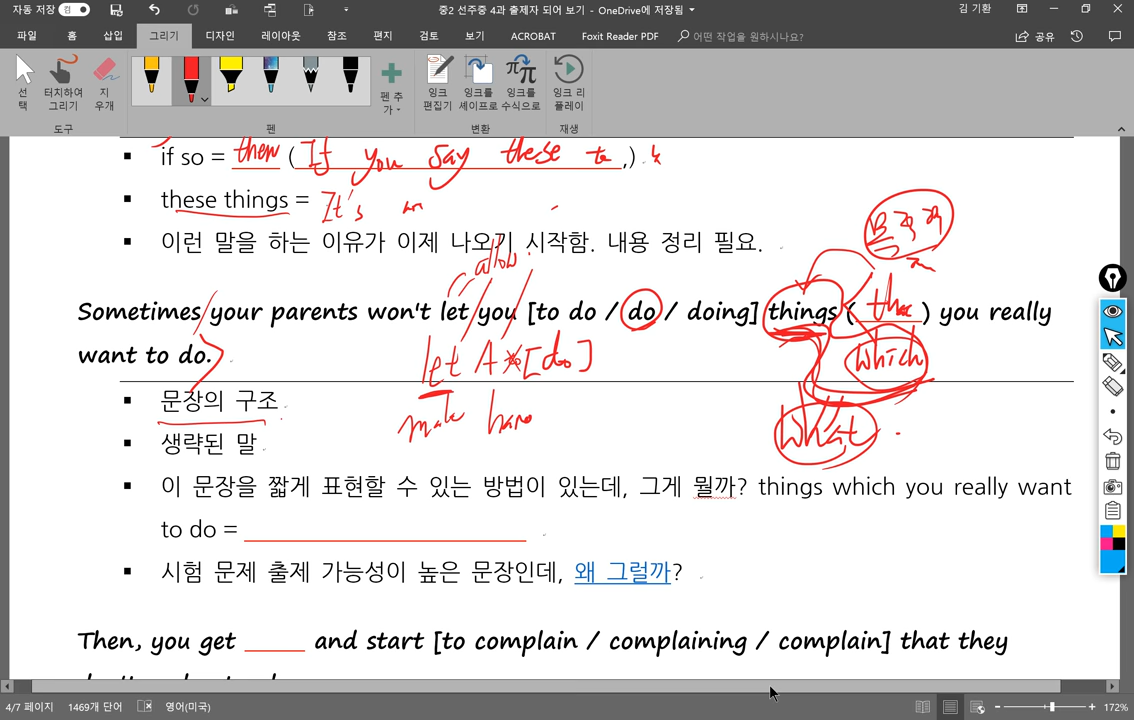 자동 저장 켬 중2 선주중 4과 출제자 되어 보기 - OneDrive에 저장됨 김 기환
파일 홈 삽입 그리기 디자인 레이아웃 참조 편지 검토 보기 ACROBAT Foxit Reader PDF 어떤 작업을 원하시나요? 공유
선택 터치하여 그리기 지우개 펜 추가 잉크 편집기 잉크를 셰이프로 잉크를 수식으로 잉크 리플레이
도구 펜 변환 재생
▪ if so = then (If you say these ,)
▪ these things = It's an
▪ 이런 말을 하는 이유가 이제 나오기 시작함. 내용 정리 필요.
allow
Sometimes your parents won't let you [to do / do / doing] things ( ) you really
want to do.
let A [do]
which
make have
what
▪ 문장의 구조
▪ 생략된 말
▪ 이 문장을 짧게 표현할 수 있는 방법이 있는데, 그게 뭘까? things which you really want
to do =
▪ 시험 문제 출제 가능성이 높은 문장인데, 왜 그럴까?
Then, you get _____ and start [to complain / complaining / complain] that they
4/7 페이지 1469개 단어 영어(미국) 172%